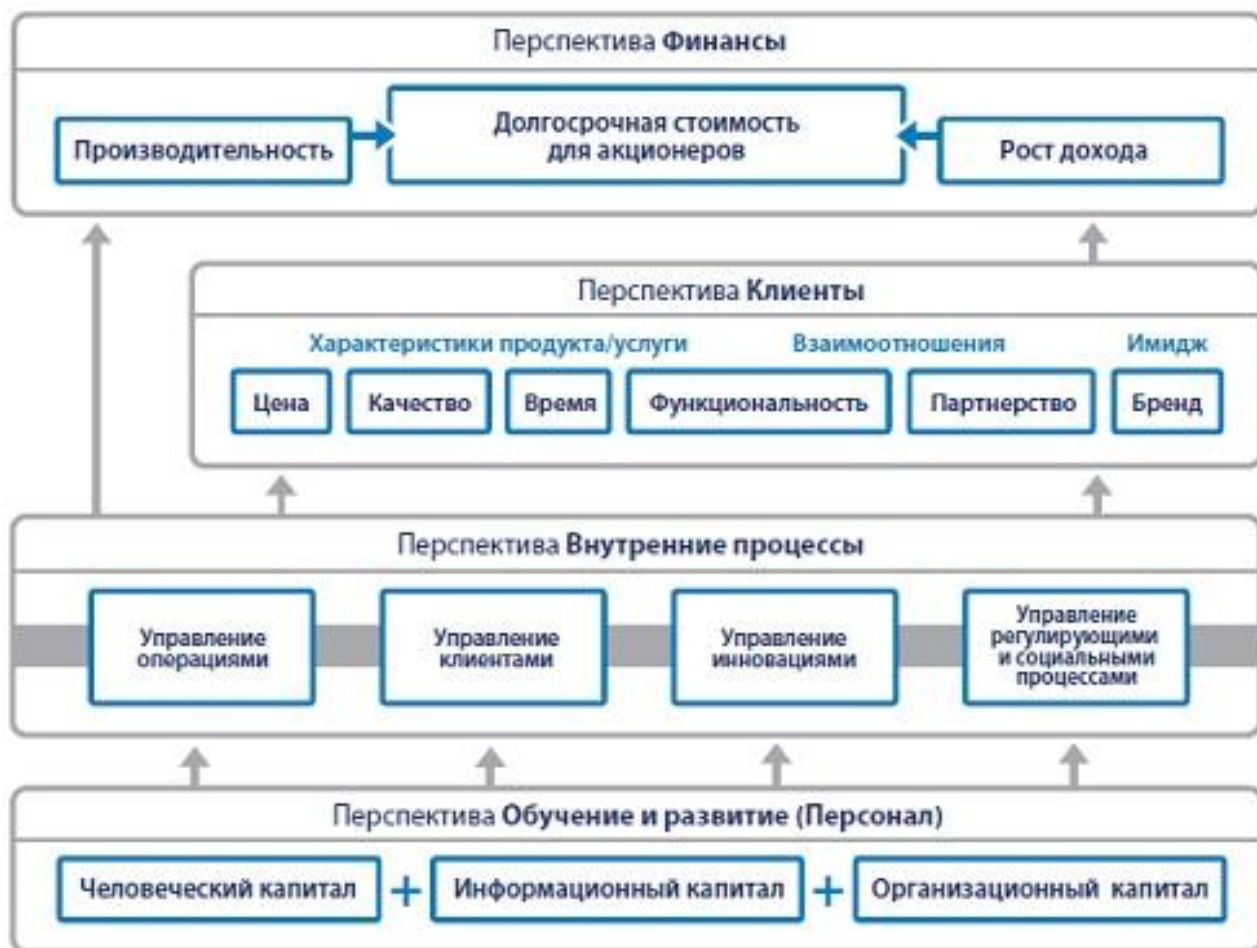 Перспектива Финансы
Производительность
Долгосрочная стоимость
для акционеров
Рост дохода
Перспектива Клиенты
Характеристики продукта/услуги
Взаимоотношения
Имидж
Цена
Качество
Время
Функциональность
Партнерство
Бренд
Перспектива Внутренние процессы
Управление
операциями
Управление
клиентами
Управление
инновациями
Управление
регулирующими
и социальными
процессами
Перспектива Обучение и развитие (Персонал)
Человеческий капитал + Информационный капитал + Организационный капитал